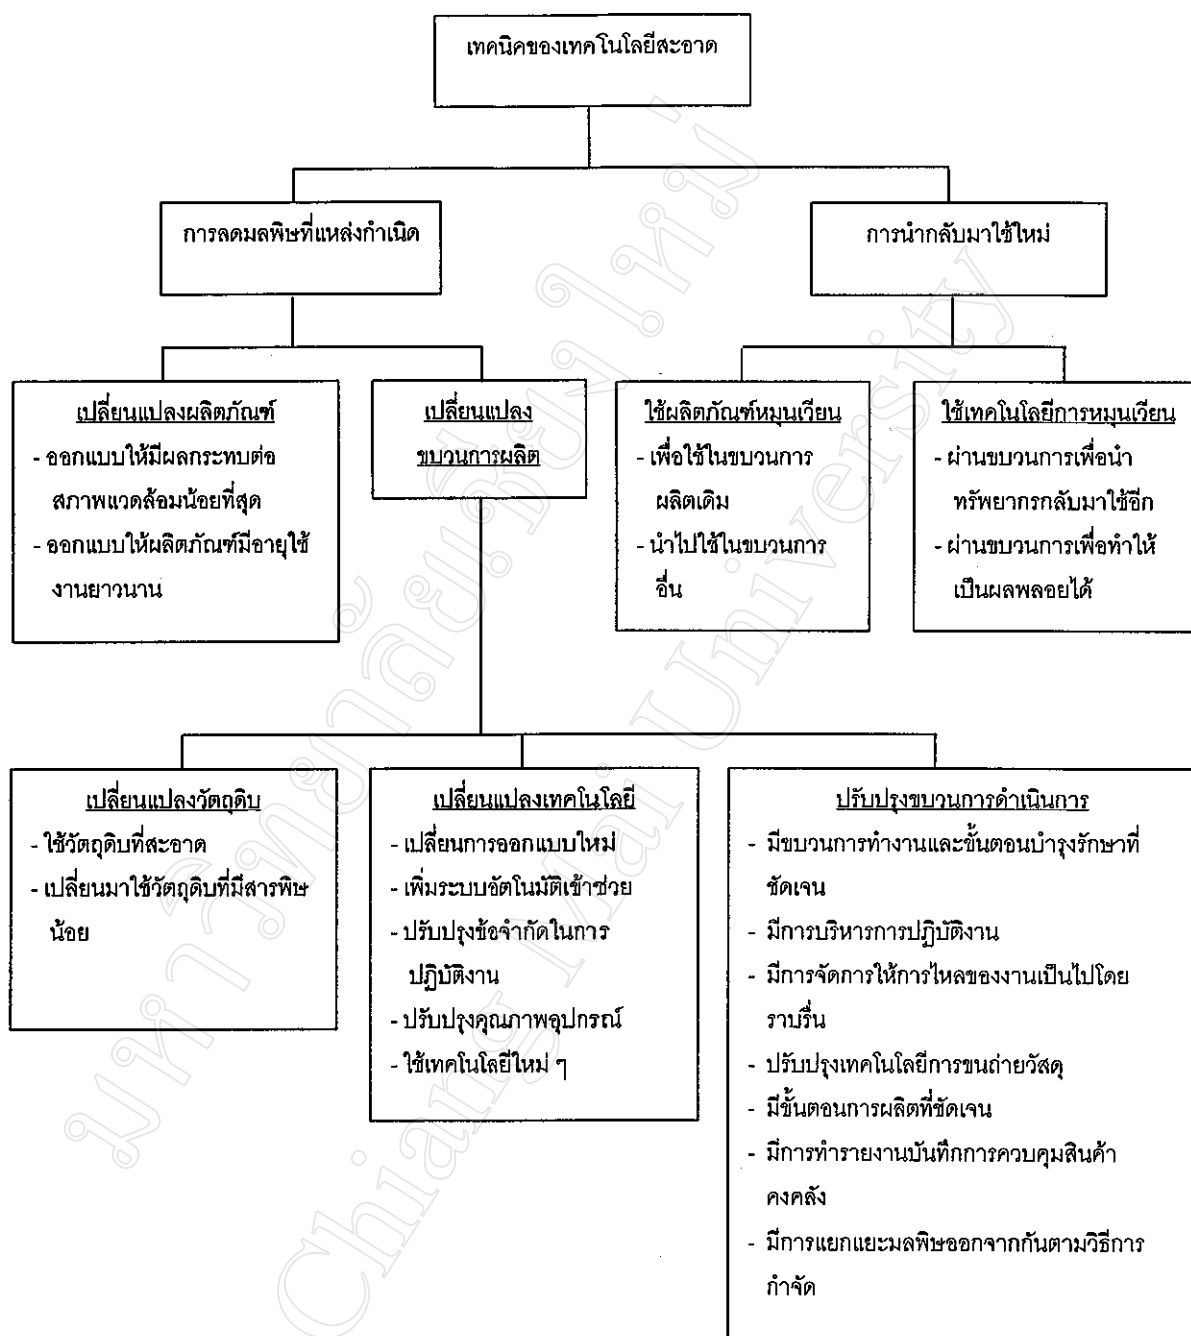 เทคนิคของเทคโนโลยีสะอาด
การลดมลพิษที่แหล่งกำเนิด
การนำกลับมาใช้ใหม่
เปลี่ยนแปลงผลิตภัณฑ์
- ออกแบบให้มีผลกระทบต่อ
สภาพแวดล้อมน้อยที่สุด
- ออกแบบให้ผลิตภัณฑ์มีอายุใช้
งานยาวนาน
เปลี่ยนแปลง
ขบวนการผลิต
ใช้ผลิตภัณฑ์หมุนเวียน
- เพื่อใช้ในขบวนการ
ผลิตเดิม
- นำไปใช้ในขบวนการ
อื่น
ใช้เทคโนโลยีการหมุนเวียน
- ผ่านขบวนการเพื่อนำ
ทรัพยากรกลับมาใช้อีก
- ผ่านขบวนการเพื่อทำให้
เป็นผลพลอยได้
เปลี่ยนแปลงวัตถุดิบ
- ใช้วัตถุดิบที่สะอาด
- เปลี่ยนมาใช้วัตถุดิบที่มีสารพิษ
น้อย
เปลี่ยนแปลงเทคโนโลยี
- เปลี่ยนการออกแบบใหม่
- เพิ่มระบบอัตโนมัติเข้าช่วย
- ปรับปรุงข้อจำกัดในการ
ปฏิบัติงาน
- ปรับปรุงคุณภาพอุปกรณ์
- ใช้เทคโนโลยีใหม่ ๆ
ปรับปรุงขบวนการดำเนินการ
- มีขบวนการทำงานและขั้นตอนบำรุงรักษาที่
ชัดเจน
- มีการบริหารการปฏิบัติงาน
- มีการจัดการให้การไหลของงานเป็นไปโดย
ราบรื่น
- ปรับปรุงเทคโนโลยีการขนถ่ายวัสดุ
- มีขั้นตอนการผลิตที่ชัดเจน
- มีการทำรายงานบันทึกการควบคุมสินค้า
คงคลัง
- มีการแยกแยะมลพิษออกจากกันตามวิธีการ
กำจัด
มหาวิทยาลัยเชียงใหม่
Chiang Mai University